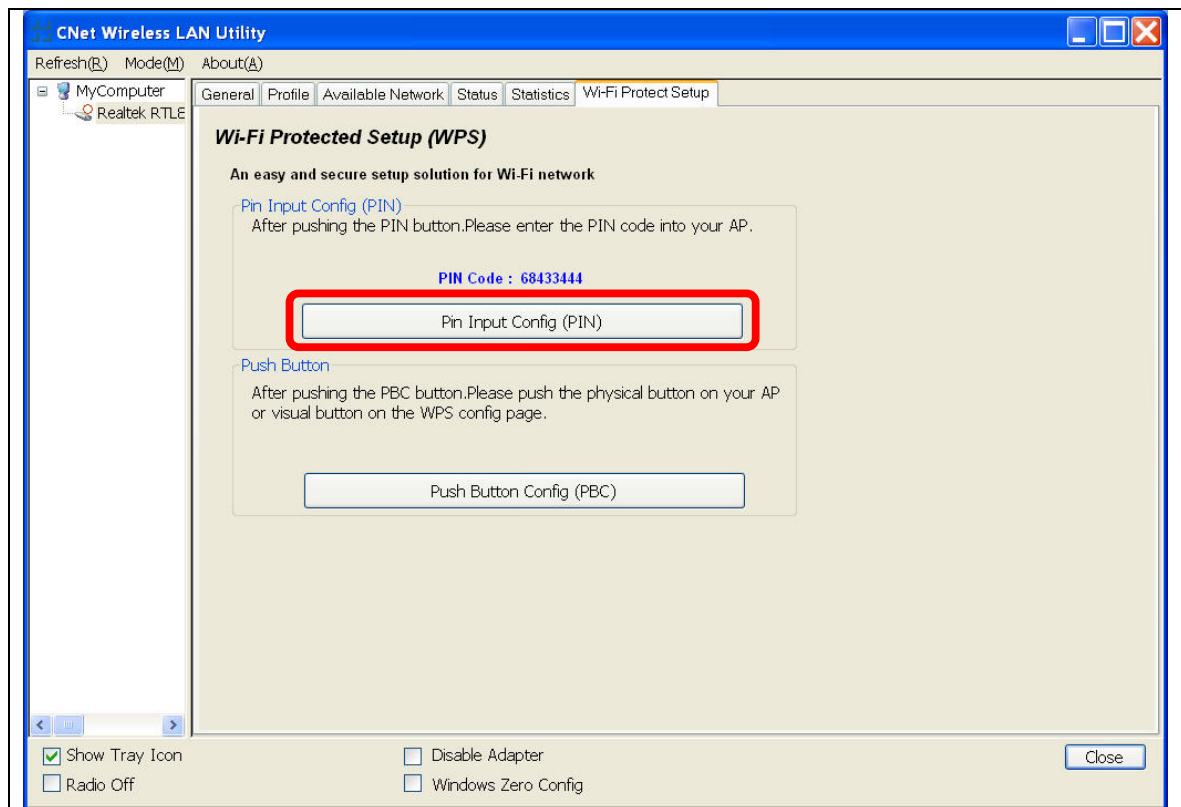 CNet Wireless LAN Utility
Refresh(R) Mode(M) About(A)
MyComputer
Realtek RTL8
General Profile Available Network Status Statistics Wi-Fi Protect Setup
Wi-Fi Protected Setup (WPS)
An easy and secure setup solution for Wi-Fi network
Pin Input Config (PIN)
After pushing the PIN button.Please enter the PIN code into your AP.
PIN Code : 68433444
Pin Input Config (PIN)
Push Button
After pushing the PBC button.Please push the physical button on your AP
or visual button on the WPS config page.
Push Button Config (PBC)
Show Tray Icon
Disable Adapter
Close
Radio Off
Windows Zero Config